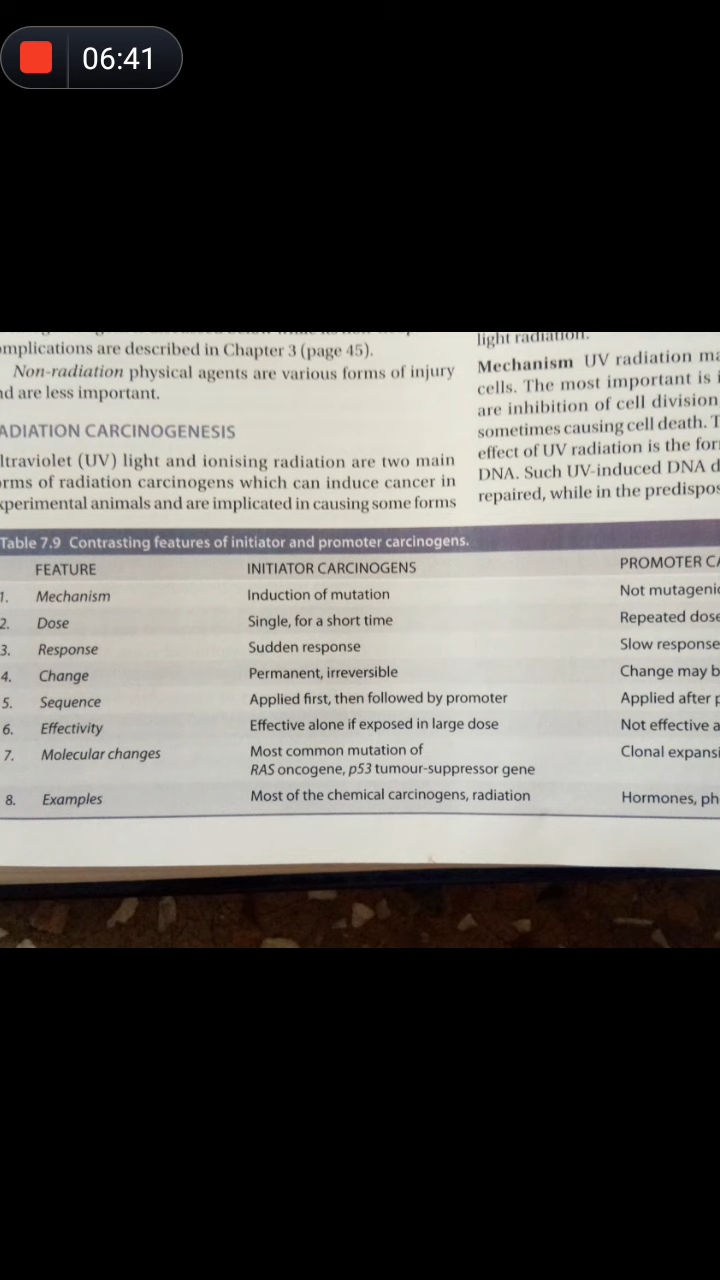 06:41
omplications are described in Chapter 3 (page 45).
Non-radiation physical agents are various forms of injury
nd are less important.
ADIATION CARCINOGENESIS
ltraviolet (UV) light and ionising radiation are two main
rms of radiation carcinogens which can induce cancer in
xperimental animals and are implicated in causing some forms
light radiation.
Mechanism UV radiation ma
cells. The most important is i
are inhibition of cell division
sometimes causing cell death. T
effect of UV radiation is the for
DNA. Such UV-induced DNA d
repaired, while in the predispos
Table 7.9 Contrasting features of initiator and promoter carcinogens.
FEATURE INITIATOR CARCINOGENS PROMOTER CA
1. Mechanism Induction of mutation Not mutagenic
2. Dose Single, for a short time Repeated dose
3. Response Sudden response Slow response
4. Change Permanent, irreversible Change may b
5. Sequence Applied first, then followed by promoter Applied after p
6. Effectivity Effective alone if exposed in large dose Not effective a
7. Molecular changes Most common mutation of Clonal expansi
RAS oncogene, p53 tumour-suppressor gene
8. Examples Most of the chemical carcinogens, radiation Hormones, ph